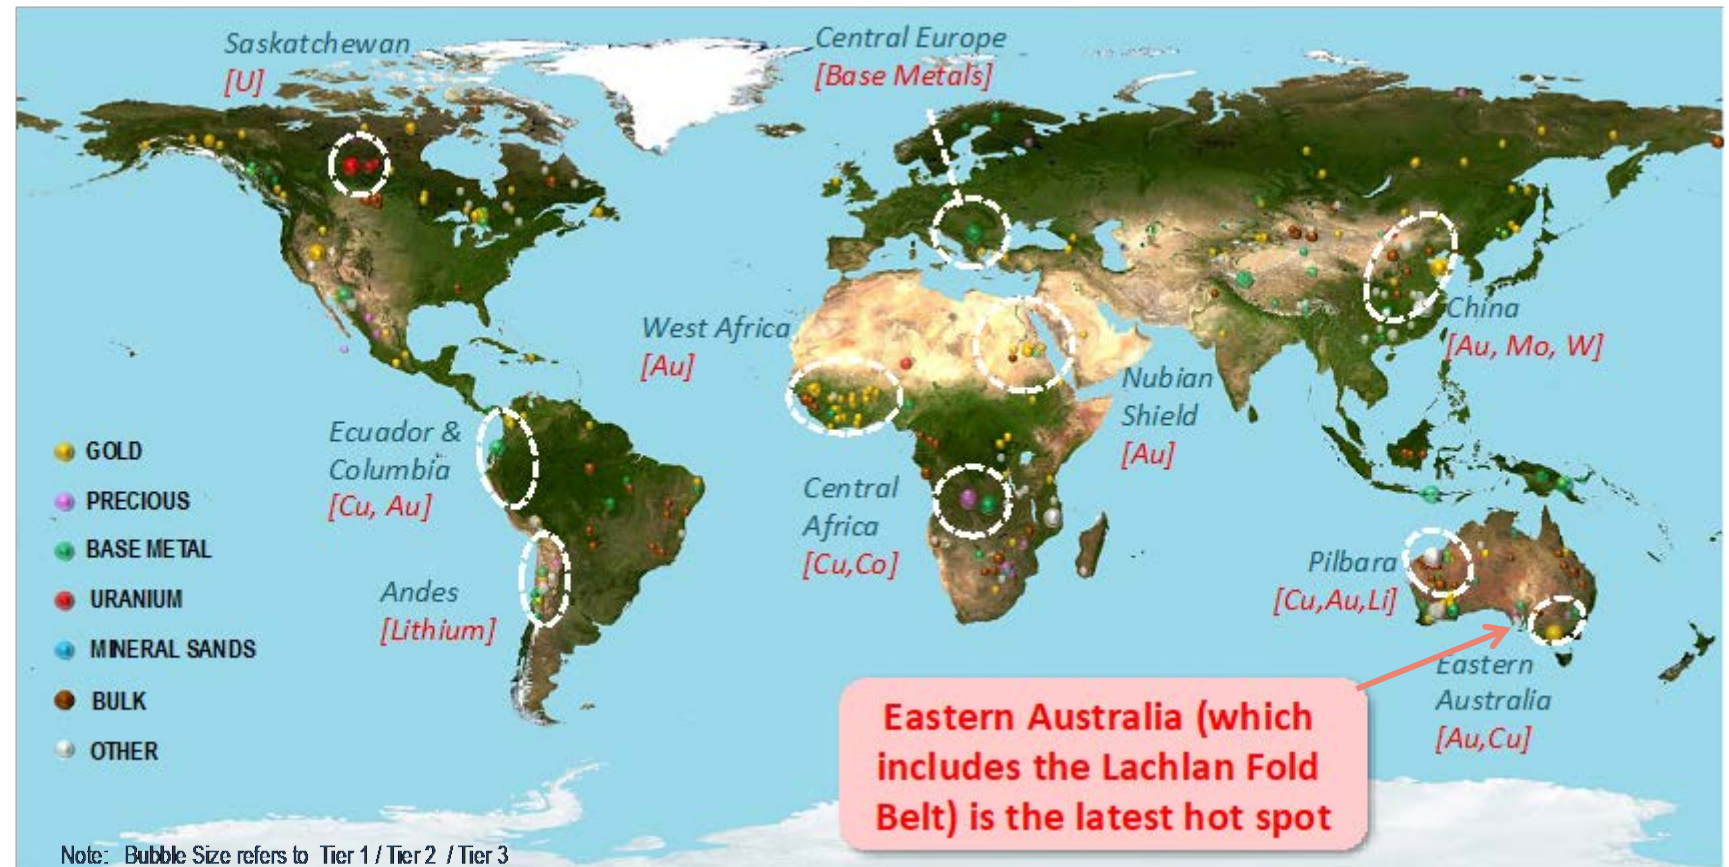 Saskatchewan
[U]
Central Europe
[Base Metals]
West Africa
[Au]
China
[Au, Mo, W]
Nubian
Shield
[Au]
Ecuador &
Columbia
[Cu, Au]
Central
Africa
[Cu,Co]
Andes
[Lithium]
Pilbara
[Cu,Au,Li]
Eastern
Australia
[Au,Cu]
GOLD
PRECIOUS
BASE METAL
URANIUM
MINERAL SANDS
BULK
OTHER
Eastern Australia (which
includes the Lachlan Fold
Belt) is the latest hot spot
Note: Bubble Size refers to Tier 1 / Tier 2 / Tier 3